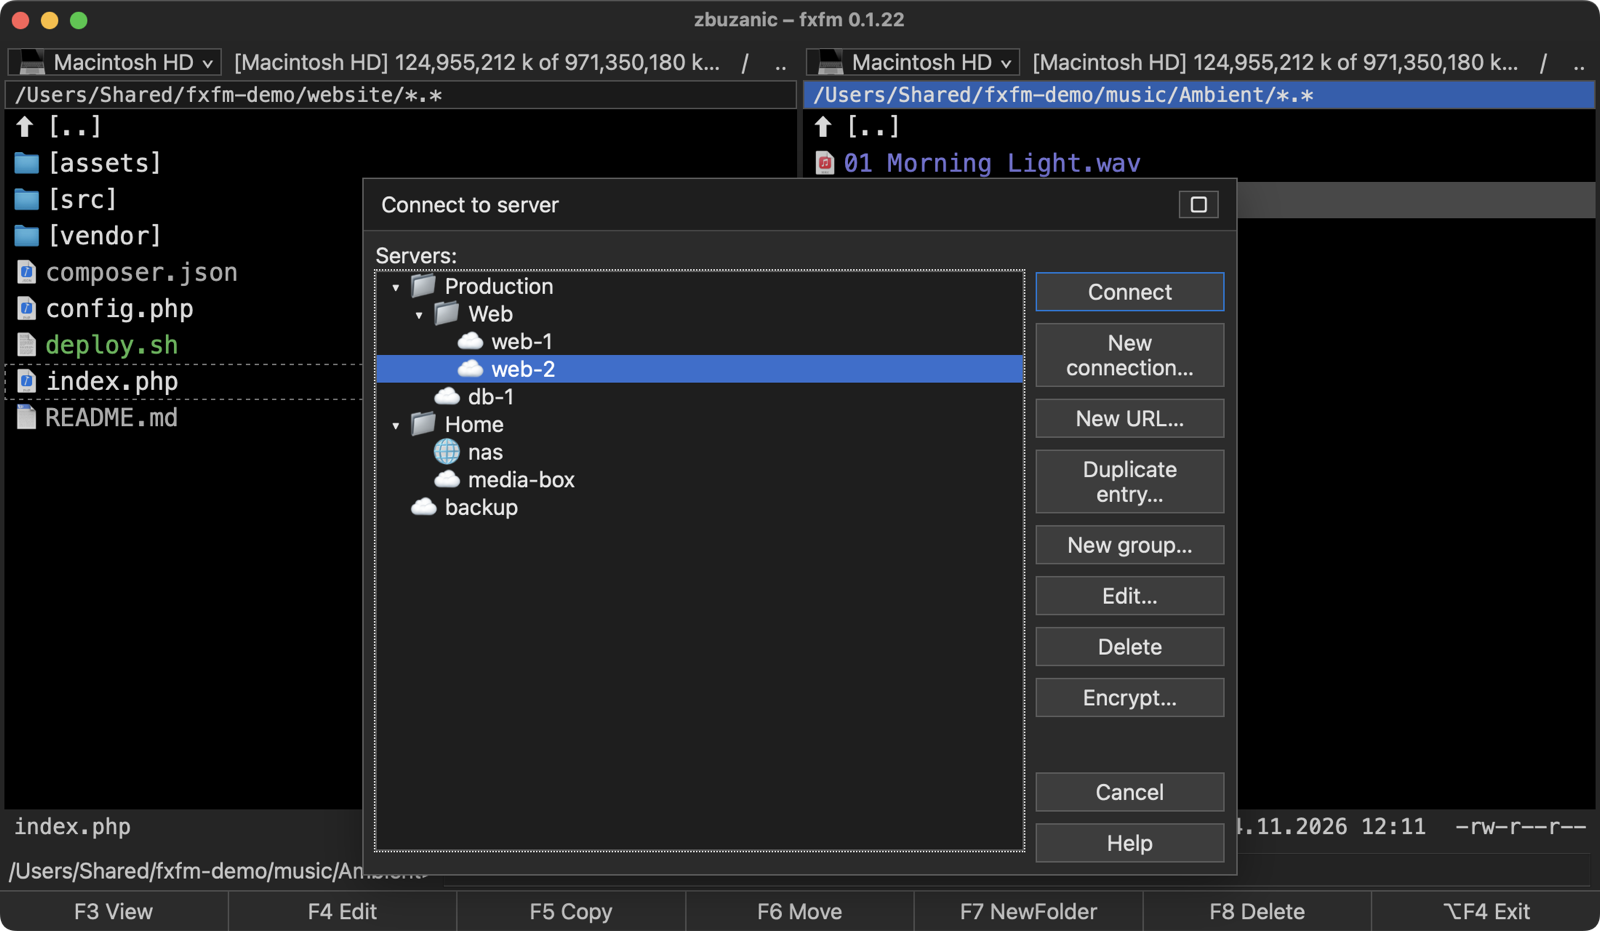 zbuzanic – fxfm 0.1.22
Macintosh HD [Macintosh HD] 124,955,212 k of 971,350,180 k... / ..
Macintosh HD [Macintosh HD] 124,955,212 k of 971,350,180 k... / ..
/Users/Shared/fxfm-demo/website/*.*
/Users/Shared/fxfm-demo/music/Ambient/*.*
[..]
[assets]
[src]
[vendor]
composer.json
config.php
deploy.sh
index.php
README.md
[..]
01 Morning Light.wav
Connect to server
Servers:
Production
Web
web-1
web-2
db-1
Home
nas
media-box
backup
Connect
New
connection...
New URL...
Duplicate
entry...
New group...
Edit...
Delete
Encrypt...
Cancel
Help
index.php
.11.2026 12:11 -rw-r--r--
/Users/Shared/fxfm-demo/music/
F3 View
F4 Edit
F5 Copy
F6 Move
F7 NewFolder
F8 Delete
⌥F4 Exit